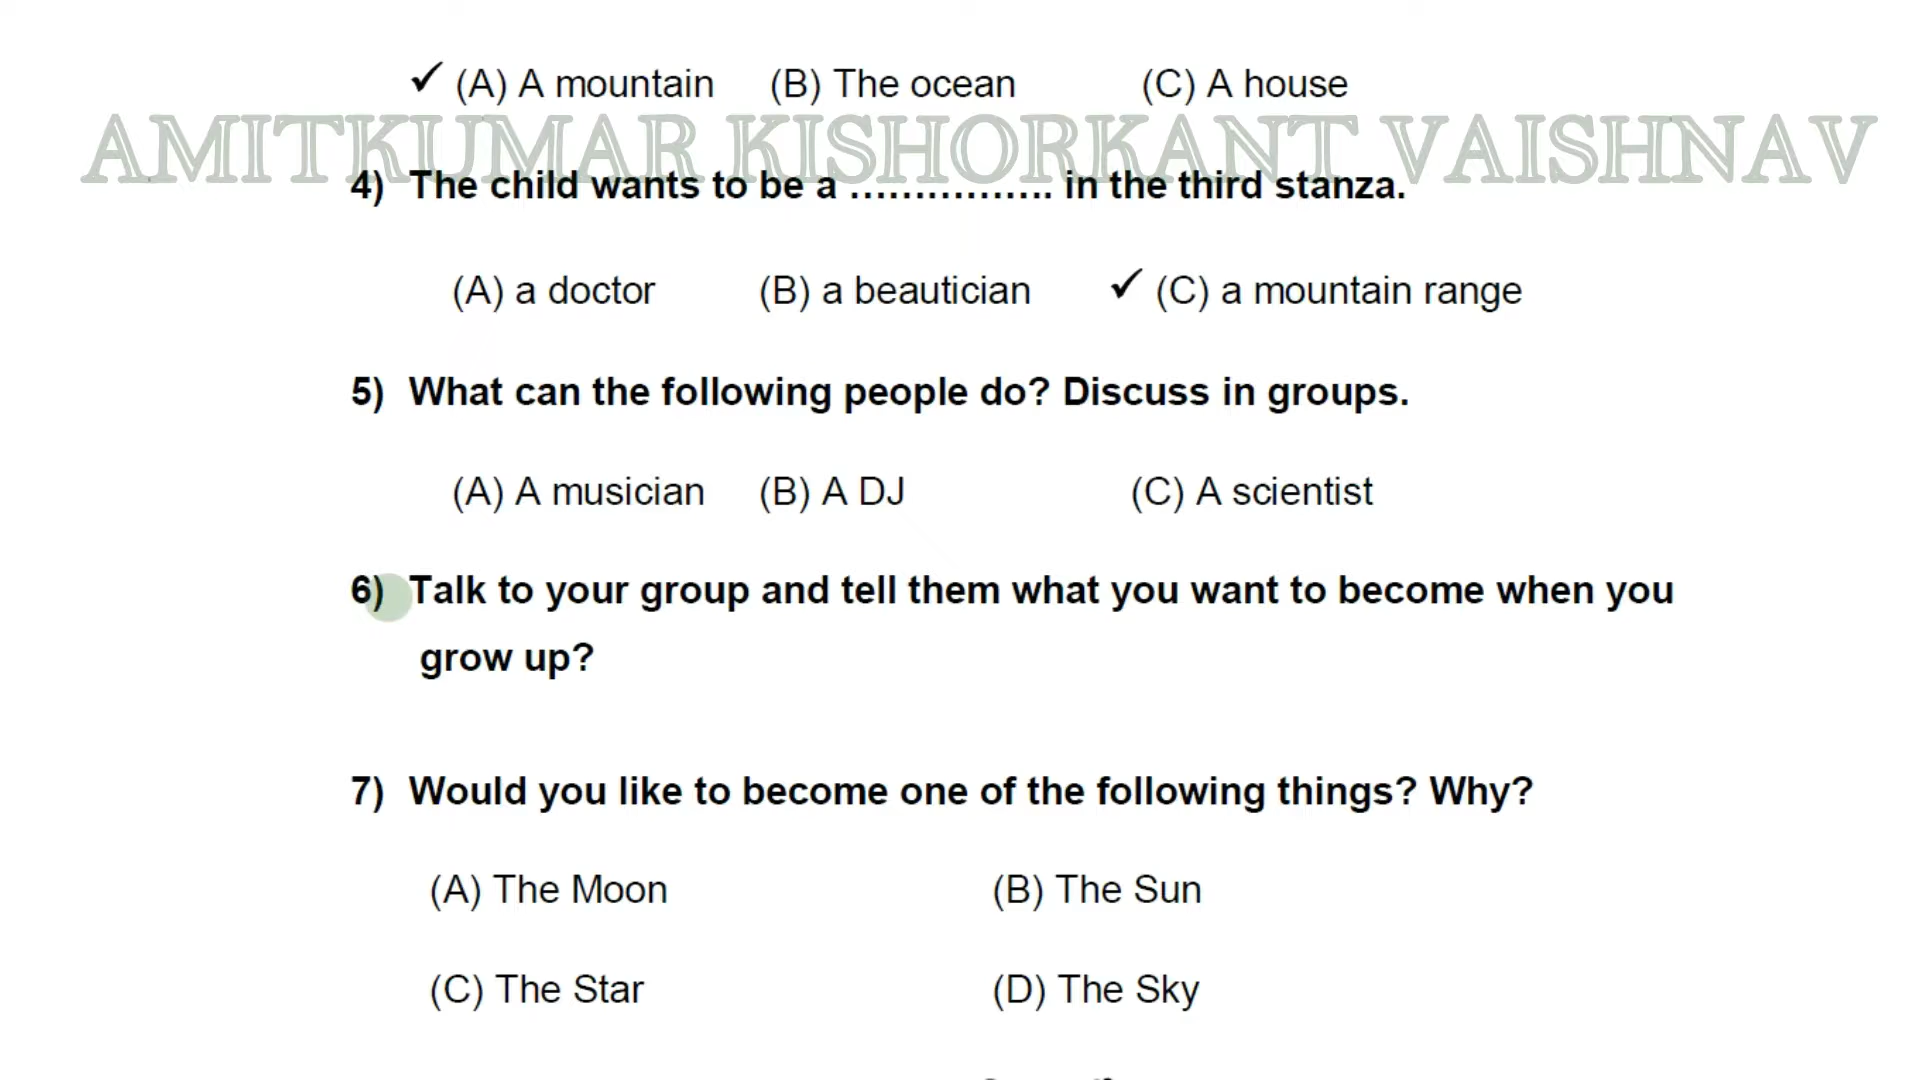 ✓ (A) A mountain (B) The ocean (C) A house
AMITKUMAR KISHORKANT VAISHNAV
4) The child wants to be a ................ in the third stanza.
(A) a doctor (B) a beautician ✓ (C) a mountain range
5) What can the following people do? Discuss in groups.
(A) A musician (B) A DJ (C) A scientist
6) Talk to your group and tell them what you want to become when you
grow up?
7) Would you like to become one of the following things? Why?
(A) The Moon (B) The Sun
(C) The Star (D) The Sky